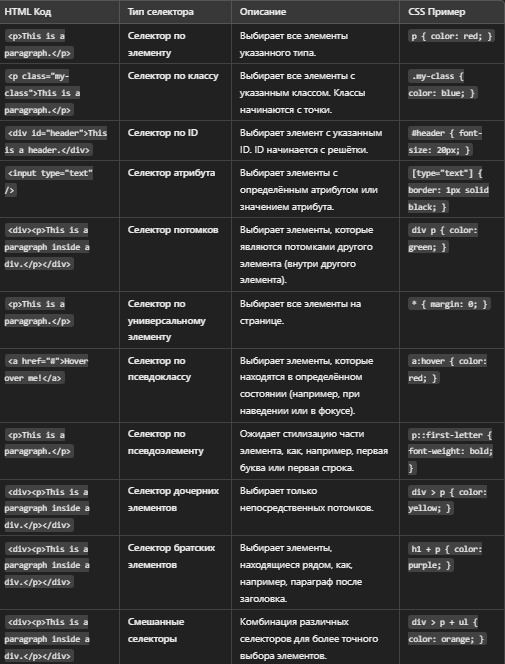 HTML Код Тип селектора Описание CSS Пример
<p>This is a Селектор по Выбирает все элементы p { color: red; }
paragraph.</p> элементу указанного типа.
<p class="my- Селектор по классу Выбирает все элементы с .my-class {
class">This is a указанным классом. Классы color: blue; }
paragraph.</p> начинаются с точки.
<div id="header">This Селектор по ID Выбирает элемент с указанным #header { font-
is a header.</div> ID. ID начинается с решётки. size: 20px; }
<input type="text" Селектор атрибута Выбирает элементы с [type="text"] {
/> определённым атрибутом или border: 1px solid
значением атрибута. black; }
<div><p>This is a Селектор потомков Выбирает элементы, которые div p { color:
paragraph inside a являются потомками другого green; }
div.</p></div> элемента (внутри другого
элемента).
<p>This is a Селектор по Выбирает все элементы на * { margin: 0; }
paragraph.</p> универсальному странице.
элементу
<a href="#">Hover Селектор по Выбирает элементы, которые a:hover { color:
over me!</a> псевдоклассу находятся в определённом red; }
состоянии (например, при
наведении или в фокусе).
<p>This is a Селектор по Ожидает стилизацию части p::first-letter {
paragraph.</p> псевдоэлементу элемента, как, например, первая font-weight: bold;
буква или первая строка. }
<div><p>This is a Селектор дочерних Выбирает только div > p { color:
paragraph inside a элементов непосредственных потомков. yellow; }
div.</p></div>
<div><p>This is a Селектор братских Выбирает элементы, h1 + p { color:
paragraph inside a элементов находящиеся рядом, как, purple; }
div.</p></div> например, параграф после
заголовка.
<div><p>This is a Смешанные Комбинация различных div > p + ul {
paragraph inside a селекторы селекторов для более точного color: orange; }
div.</p></div> выбора элементов.